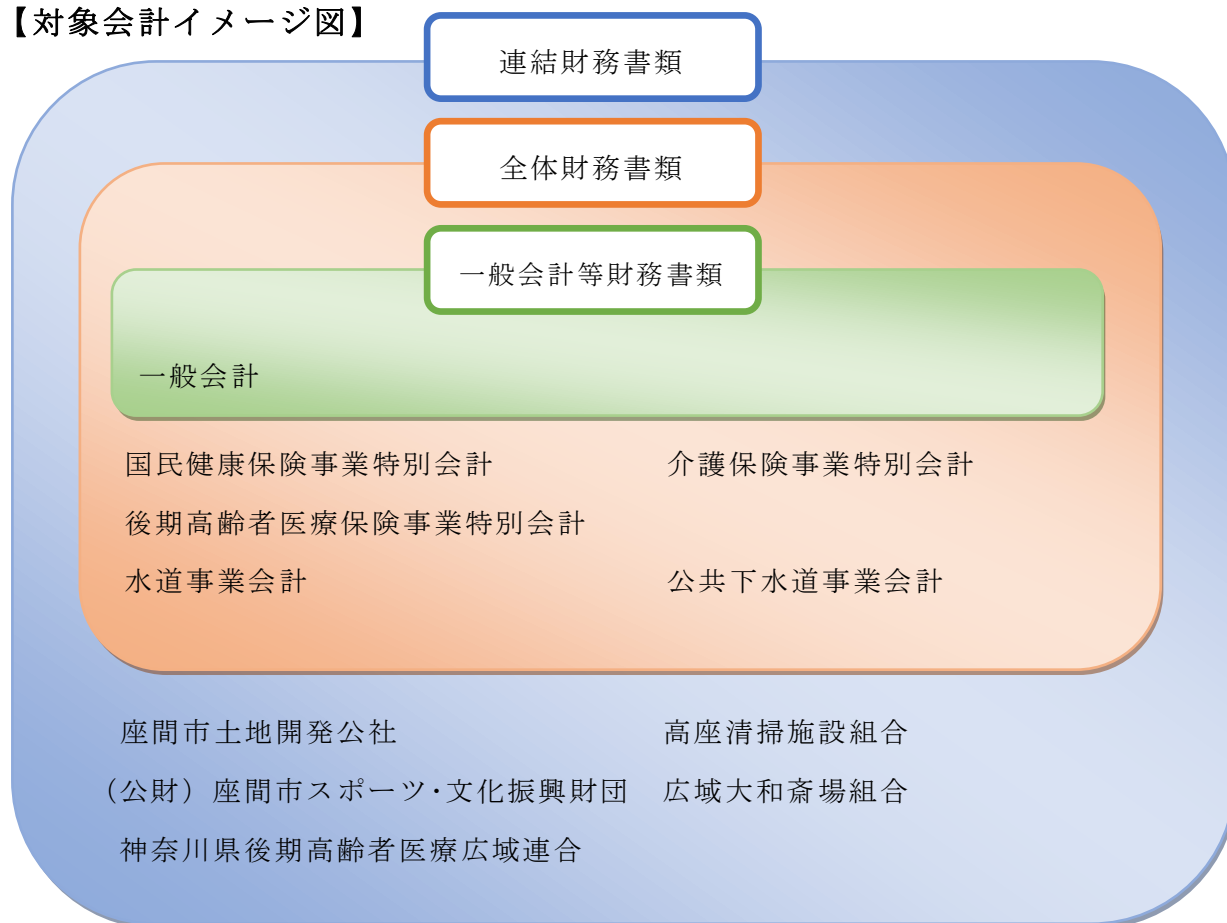 【対象会計イメージ図】
連結財務書類
全体財務書類
一般会計等財務書類
一般会計
国民健康保険事業特別会計 介護保険事業特別会計
後期高齢者医療保険事業特別会計
水道事業会計 公共下水道事業会計
座間市土地開発公社 高座清掃施設組合
（公財）座間市スポーツ・文化振興財団 広域大和斎場組合
神奈川県後期高齢者医療広域連合